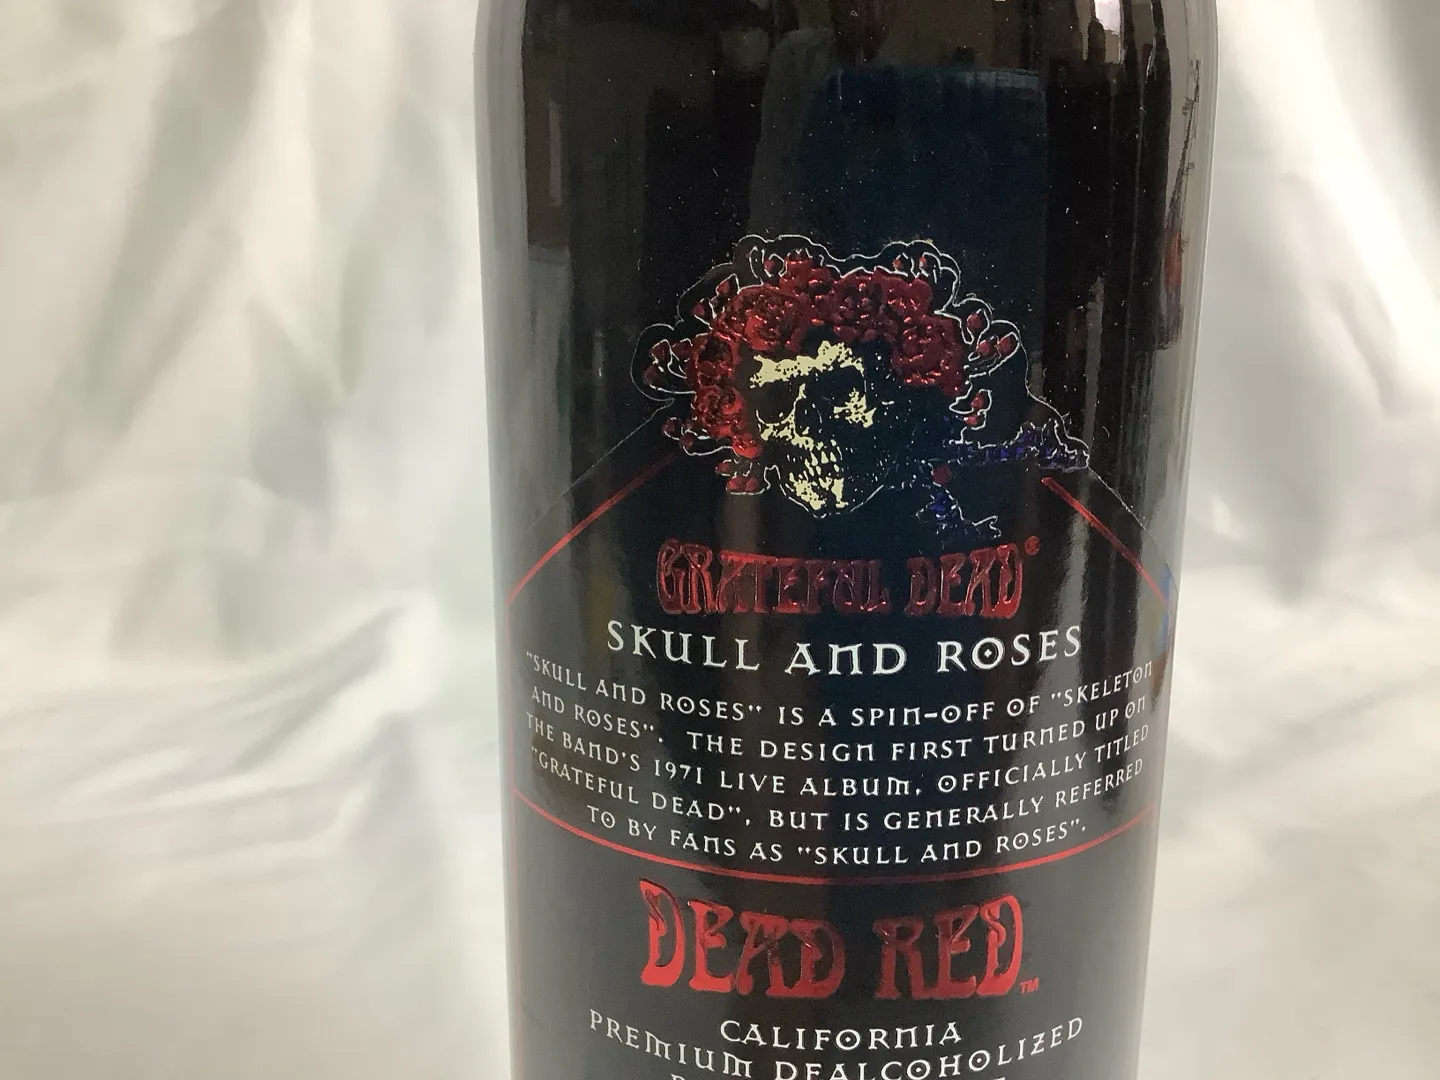 GRATEFUL DEAD®
SKULL AND ROSES
"SKULL AND ROSES" IS A SPIN-OFF OF "SKELETON
AND ROSES". THE DESIGN FIRST TURNED UP ON
THE BAND'S 1971 LIVE ALBUM, OFFICIALLY TITLED
"GRATEFUL DEAD", BUT IS GENERALLY REFERRED
TO BY FANS AS "SKULL AND ROSES".
DEAD RED™
CALIFORNIA
PREMIUM DEALCOHOLIZED